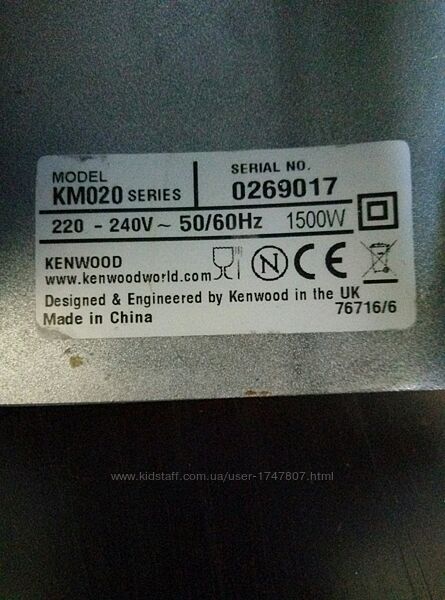 MODEL
KM020 SERIES
SERIAL NO.
0269017
220 - 240V ~ 50/60Hz 1500W
KENWOOD
www.kenwoodworld.com
N
CE
Designed & Engineered by Kenwood in the UK
Made in China
76716/6
www.kidstaff.com.ua/user-1747807.html